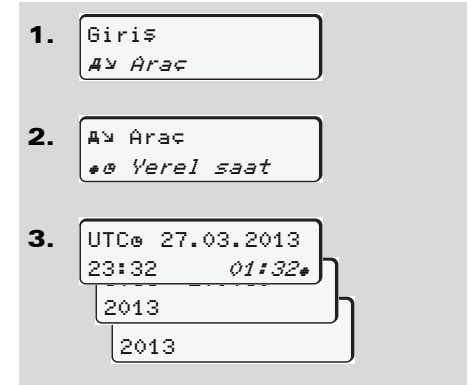 1.
Giriş
Araç
2.
Araç
Yerel saat
3.
UTC 27.03.2013
23:32 01:32
2013
2013